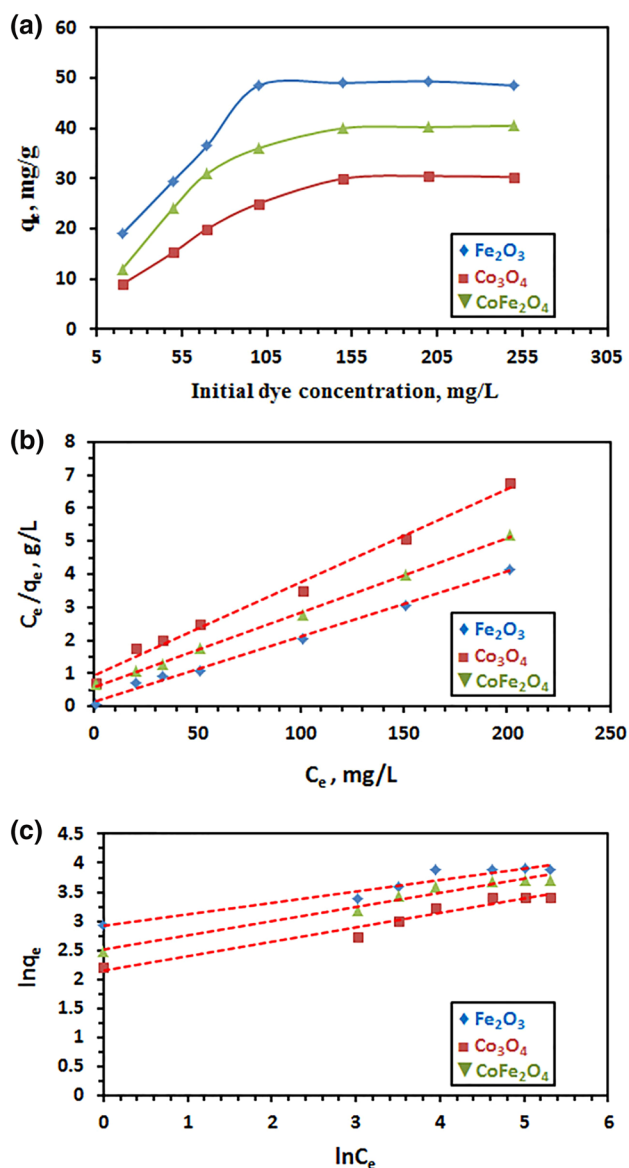 (a)
60
50
40
30
20
10
0
qₑ, mg/g
5 55 105 155 205 255 305
Initial dye concentration, mg/L
Fe₂O₃
Co₃O₄
CoFe₂O₄
(b)
8
7
6
5
4
3
2
1
0
Cₑ/qₑ, g/L
0 50 100 150 200 250
Cₑ, mg/L
Fe₂O₃
Co₃O₄
CoFe₂O₄
(c)
4.5
4
3.5
3
2.5
2
1.5
1
0.5
0
lnqₑ
0 1 2 3 4 5 6
lnCₑ
Fe₂O₃
Co₃O₄
CoFe₂O₄